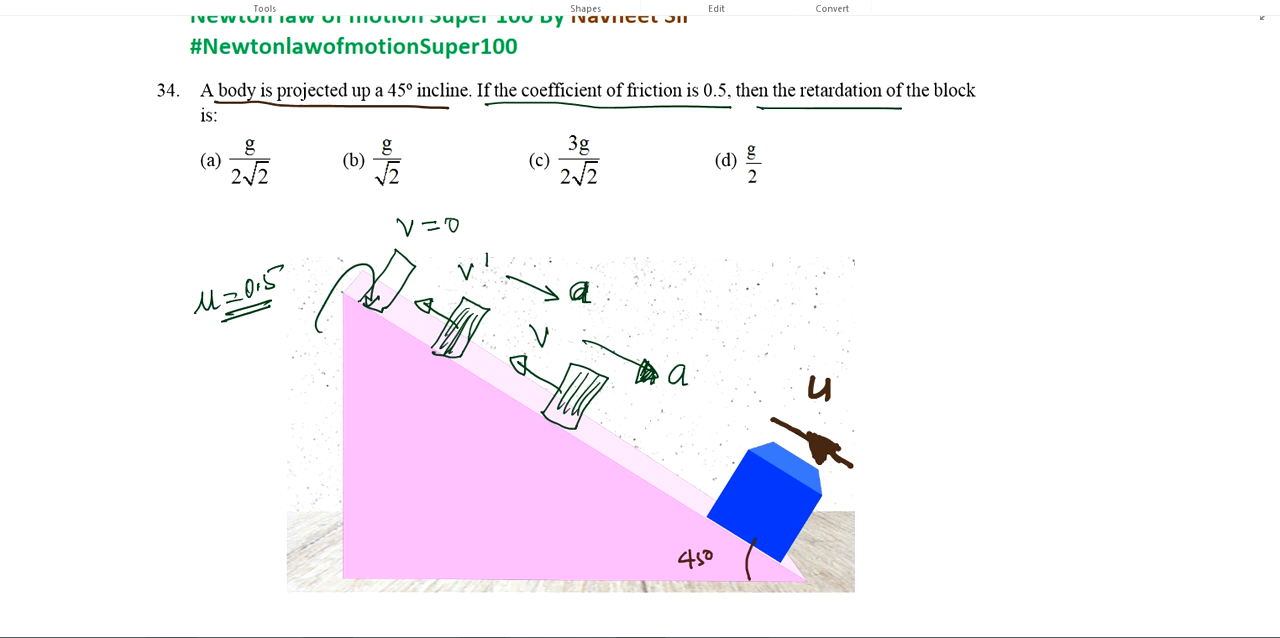 Tools Shapes Edit Convert
Newton law of motion Super 100 By Navneet Sir
#NewtonlawofmotionSuper100
34. A body is projected up a 45° incline. If the coefficient of friction is 0.5, then the retardation of the block
is:
(a) g/2√2 (b) g/√2 (c) 3g/2√2 (d) g/2
v=0
v' a
μ=0.5
v a
u
45°